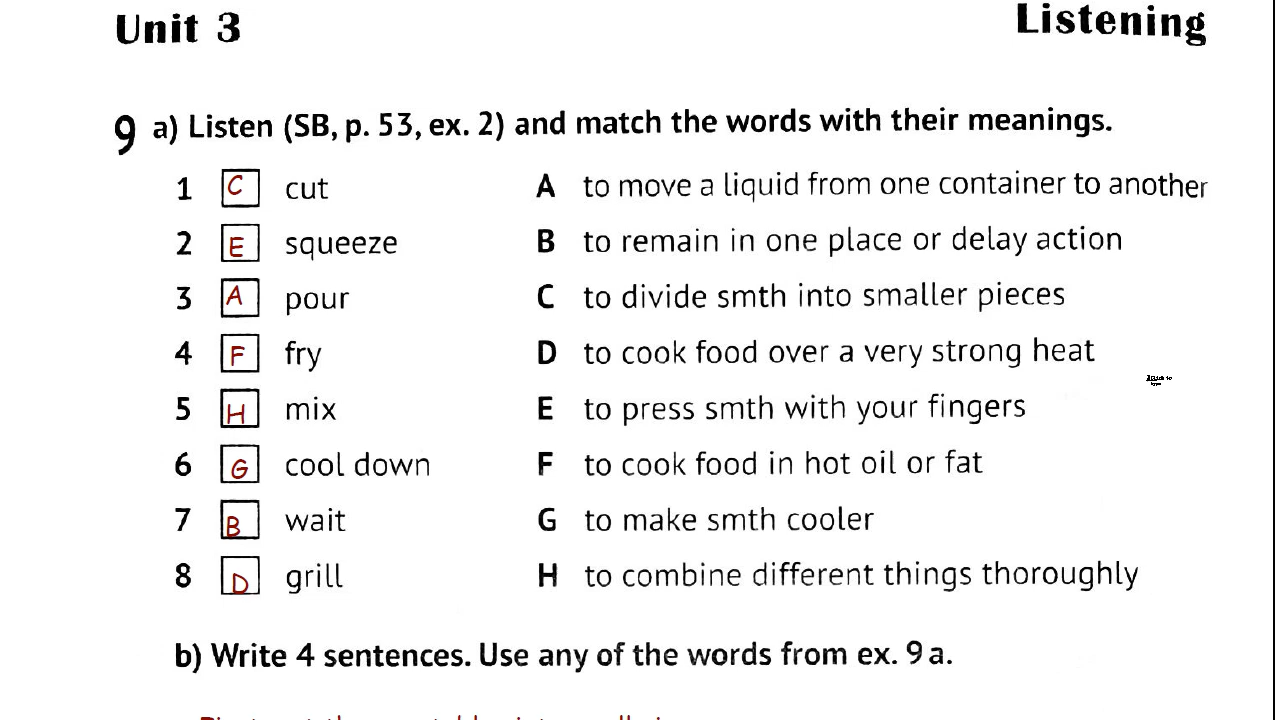 Unit 3 Listening
9 a) Listen (SB, p. 53, ex. 2) and match the words with their meanings.
1 C cut A to move a liquid from one container to another
2 E squeeze B to remain in one place or delay action
3 A pour C to divide smth into smaller pieces
4 F fry D to cook food over a very strong heat
5 H mix E to press smth with your fingers
6 G cool down F to cook food in hot oil or fat
7 B wait G to make smth cooler
8 D grill H to combine different things thoroughly
b) Write 4 sentences. Use any of the words from ex. 9 a.